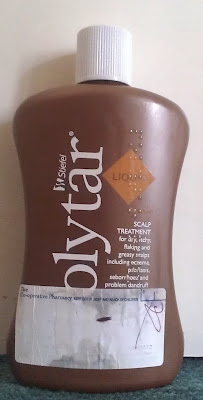 Stiefel
olytar®
LIQUID
SCALP
TREATMENT
for dry, itchy,
flaking and
greasy scalps
including eczema,
psoriasis,
seborrhoeic and
problem dandruff
The
Co-operative Pharmacy